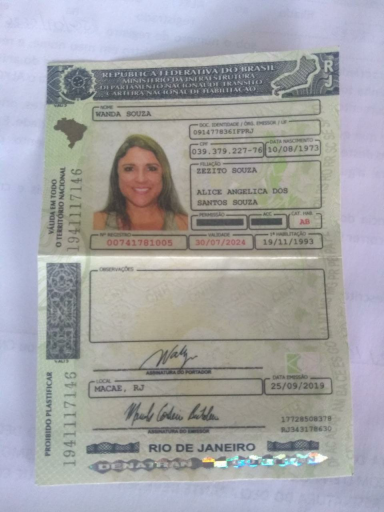 REPÚBLICA FEDERATIVA DO BRASIL
MINISTÉRIO DA INFRAESTRUTURA
DEPARTAMENTO NACIONAL DE TRÂNSITO
CARTEIRA NACIONAL DE HABILITAÇÃO
RJ
NOME
WANDA SOUZA
DOC. IDENTIDADE / ÓRG. EMISSOR / UF
0914778361FPRJ
CPF
039.379.227-76
DATA NASCIMENTO
10/08/1973
FILIAÇÃO
ZEZITO SOUZA
ALICE ANGELICA DOS
SANTOS SOUZA
PERMISSÃO
ACC
CAT. HAB
AB
Nº REGISTRO
00741781005
VALIDADE
30/07/2024
1ª HABILITAÇÃO
19/11/1993
VÁLIDA EM TODO
O TERRITÓRIO NACIONAL
1941117146
OBSERVAÇÕES
ASSINATURA DO PORTADOR
LOCAL
MACAE, RJ
DATA EMISSÃO
25/09/2019
ASSINATURA DO EMISSOR
17728508378
RJ343178630
PROIBIDO PLASTIFICAR
1941117146
RIO DE JANEIRO
DENATRAN